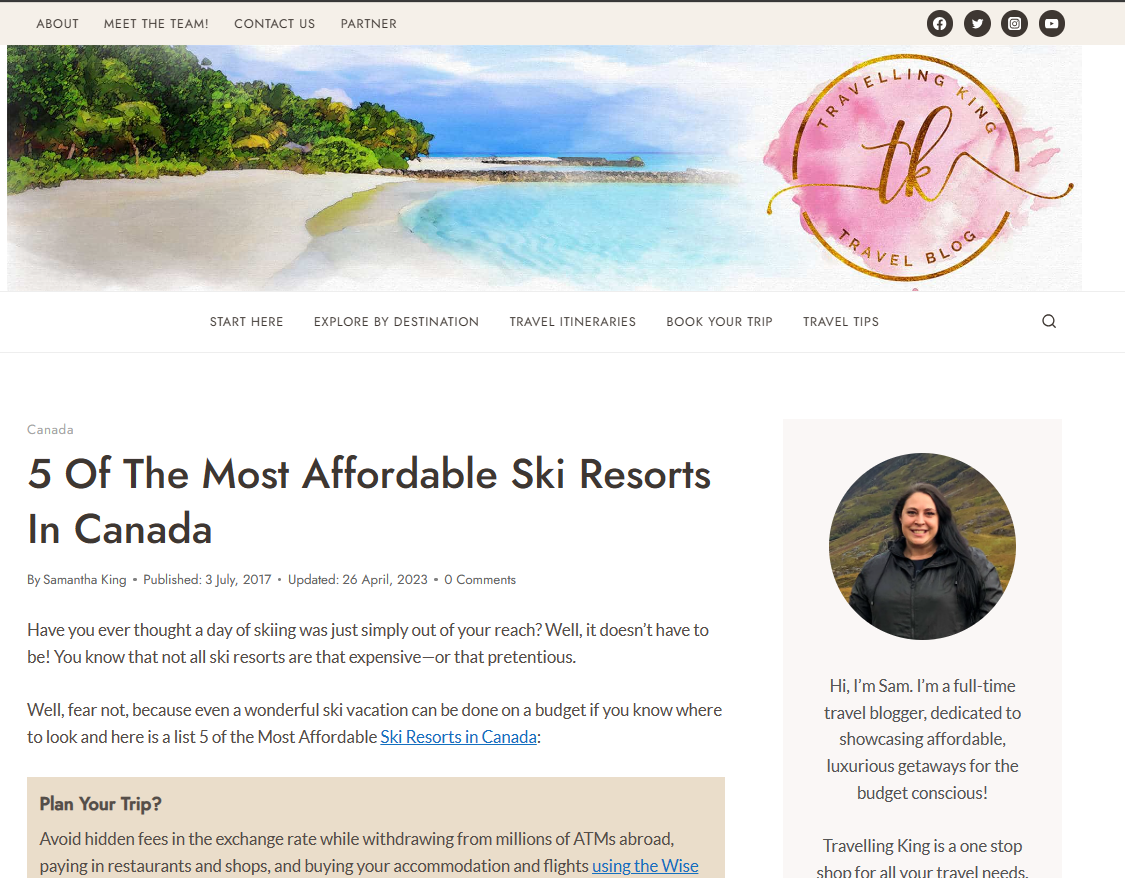 ABOUT MEET THE TEAM! CONTACT US PARTNER
TRAVELLING KING
tk
TRAVEL BLOG
START HERE EXPLORE BY DESTINATION TRAVEL ITINERARIES BOOK YOUR TRIP TRAVEL TIPS
Canada
5 Of The Most Affordable Ski Resorts
In Canada
By Samantha King • Published: 3 July, 2017 • Updated: 26 April, 2023 • 0 Comments
Have you ever thought a day of skiing was just simply out of your reach? Well, it doesn’t have to
be! You know that not all ski resorts are that expensive—or that pretentious.
Well, fear not, because even a wonderful ski vacation can be done on a budget if you know where
to look and here is a list 5 of the Most Affordable Ski Resorts in Canada:
Plan Your Trip?
Avoid hidden fees in the exchange rate while withdrawing from millions of ATMs abroad,
paying in restaurants and shops, and buying your accommodation and flights using the Wise
Hi, I’m Sam. I’m a full-time
travel blogger, dedicated to
showcasing affordable,
luxurious getaways for the
budget conscious!
Travelling King is a one stop
shop for all your travel needs.